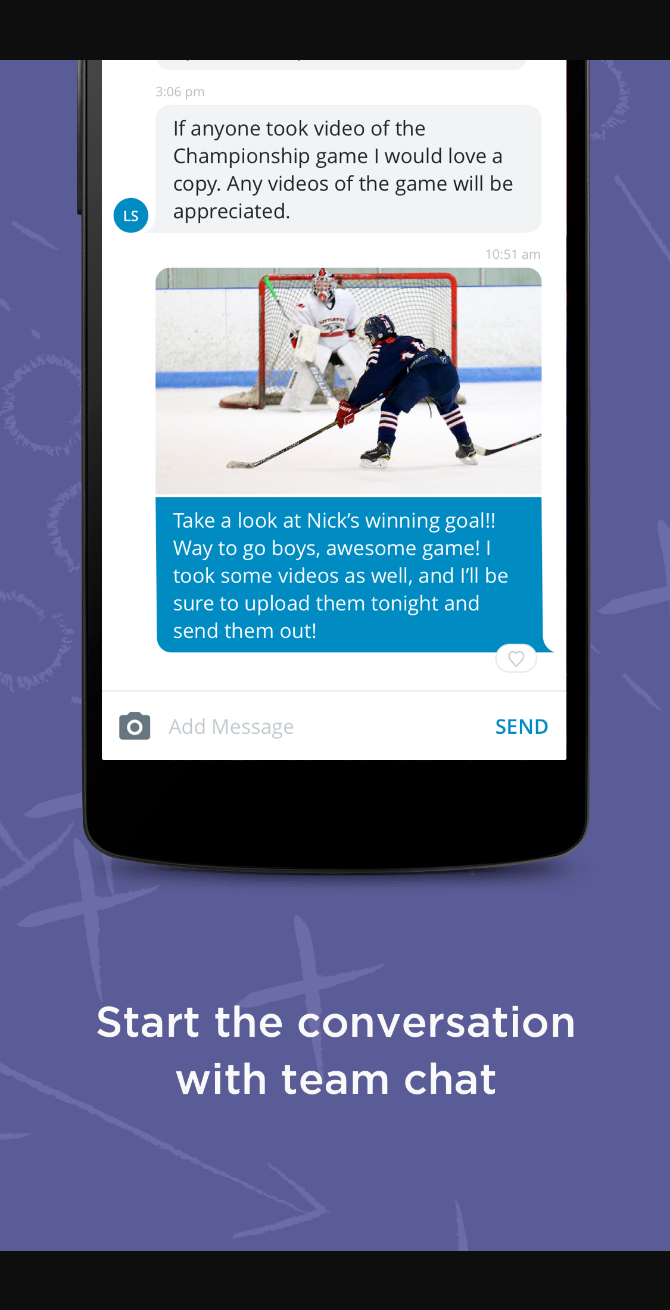 3:06 pm
If anyone took video of the
Championship game I would love a
copy. Any videos of the game will be
appreciated.
LS
10:51 am
Take a look at Nick's winning goal!!
Way to go boys, awesome game! I
took some videos as well, and I'll be
sure to upload them tonight and
send them out!
Add Message
SEND
Start the conversation
with team chat